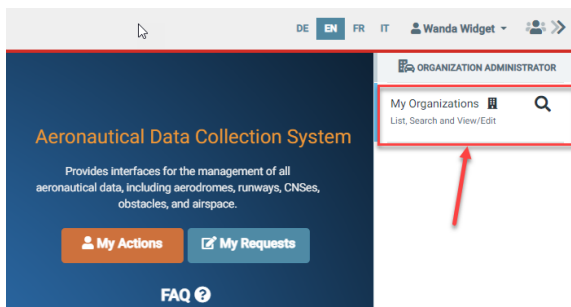 DE EN FR IT Wanda Widget
ORGANIZATION ADMINISTRATOR
My Organizations
List, Search and View/Edit
Aeronautical Data Collection System
Provides interfaces for the management of all
aeronautical data, including aerodromes, runways, CNSes,
obstacles, and airspace.
My Actions
My Requests
FAQ